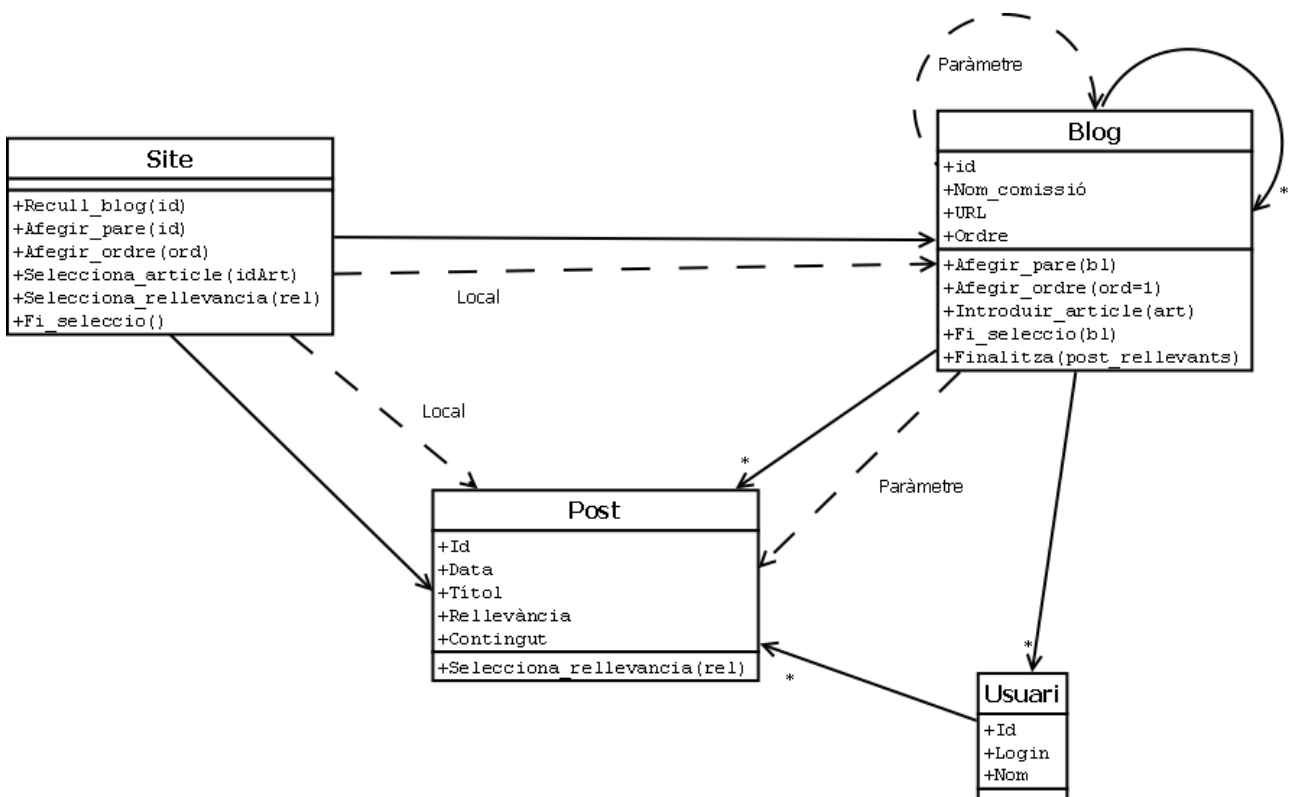 Paràmetre
Blog
+id
+Nom_comissió
+URL
+Ordre
+Afegir_pare(bl)
+Afegir_ordre(ord=1)
+Introduir_article(art)
+Fi_seleccio(bl)
+Finalitza(post_rellevants)
*
Site
+Recull_blog(id)
+Afegir_pare(id)
+Afegir_ordre(ord)
+Selecciona_article(idArt)
+Selecciona_rellevancia(rel)
+Fi_seleccio()
Local
Local
*
Paràmetre
Post
+Id
+Data
+Títol
+Rellevància
+Contingut
+Selecciona_rellevancia(rel)
*
*
Usuari
+Id
+Login
+Nom